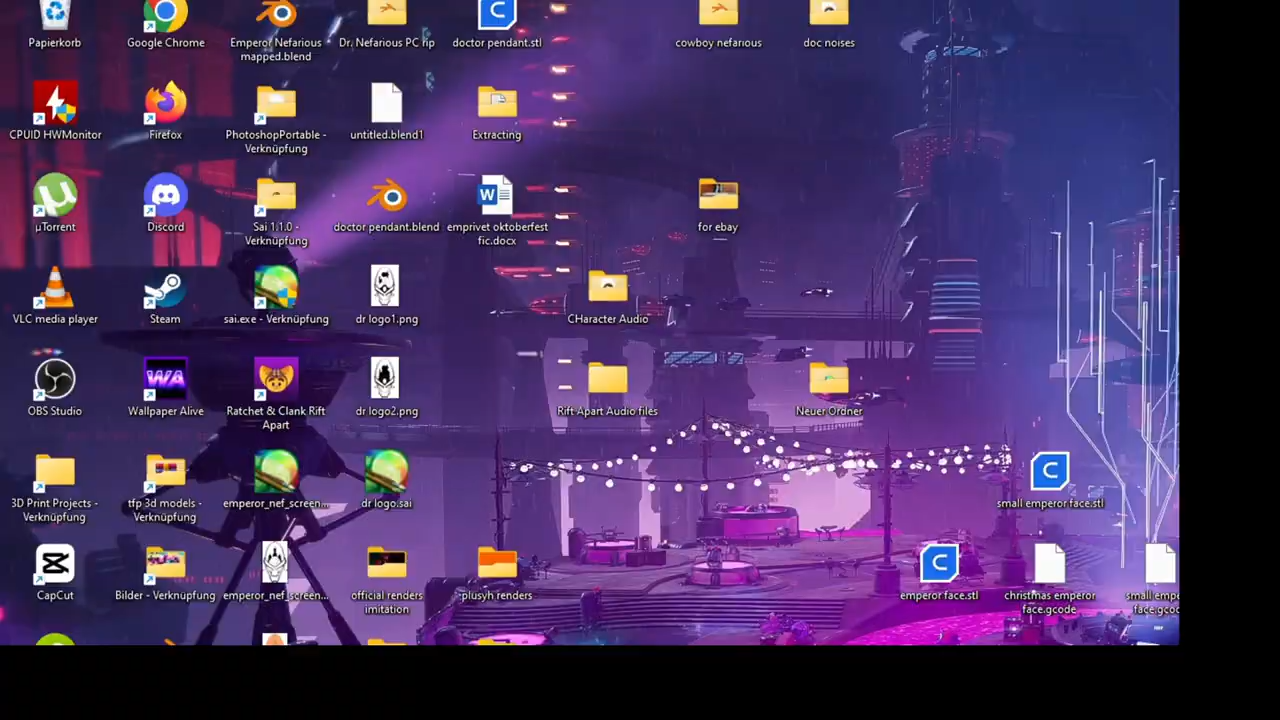 Papierkorb
Google Chrome
Emperor Nefarious
mapped.blend
Dr. Nefarious PC rip
doctor pendant.stl
cowboy nefarious
doc noises
CPUID HWMonitor
Firefox
PhotoshopPortable -
Verknüpfung
untitled.blend1
Extracting
µTorrent
Discord
Sai 1.1.0 -
Verknüpfung
doctor pendant.blend
emprivet oktoberfest
fic.docx
for ebay
VLC media player
Steam
sai.exe - Verknüpfung
dr logo1.png
CHaracter Audio
OBS Studio
WA
Wallpaper Alive
Ratchet & Clank Rift
Apart
dr logo2.png
Rift Apart Audio files
Neuer Ordner
3D Print Projects -
Verknüpfung
tfp 3d models -
Verknüpfung
emperor_nef_screen...
dr logo.sai
small emperor face.stl
CapCut
Bilder - Verknüpfung
emperor_nef_screen...
official renders
imitation
plusyh renders
emperor face.stl
christmas emperor
face.gcode
small empe
face.gco